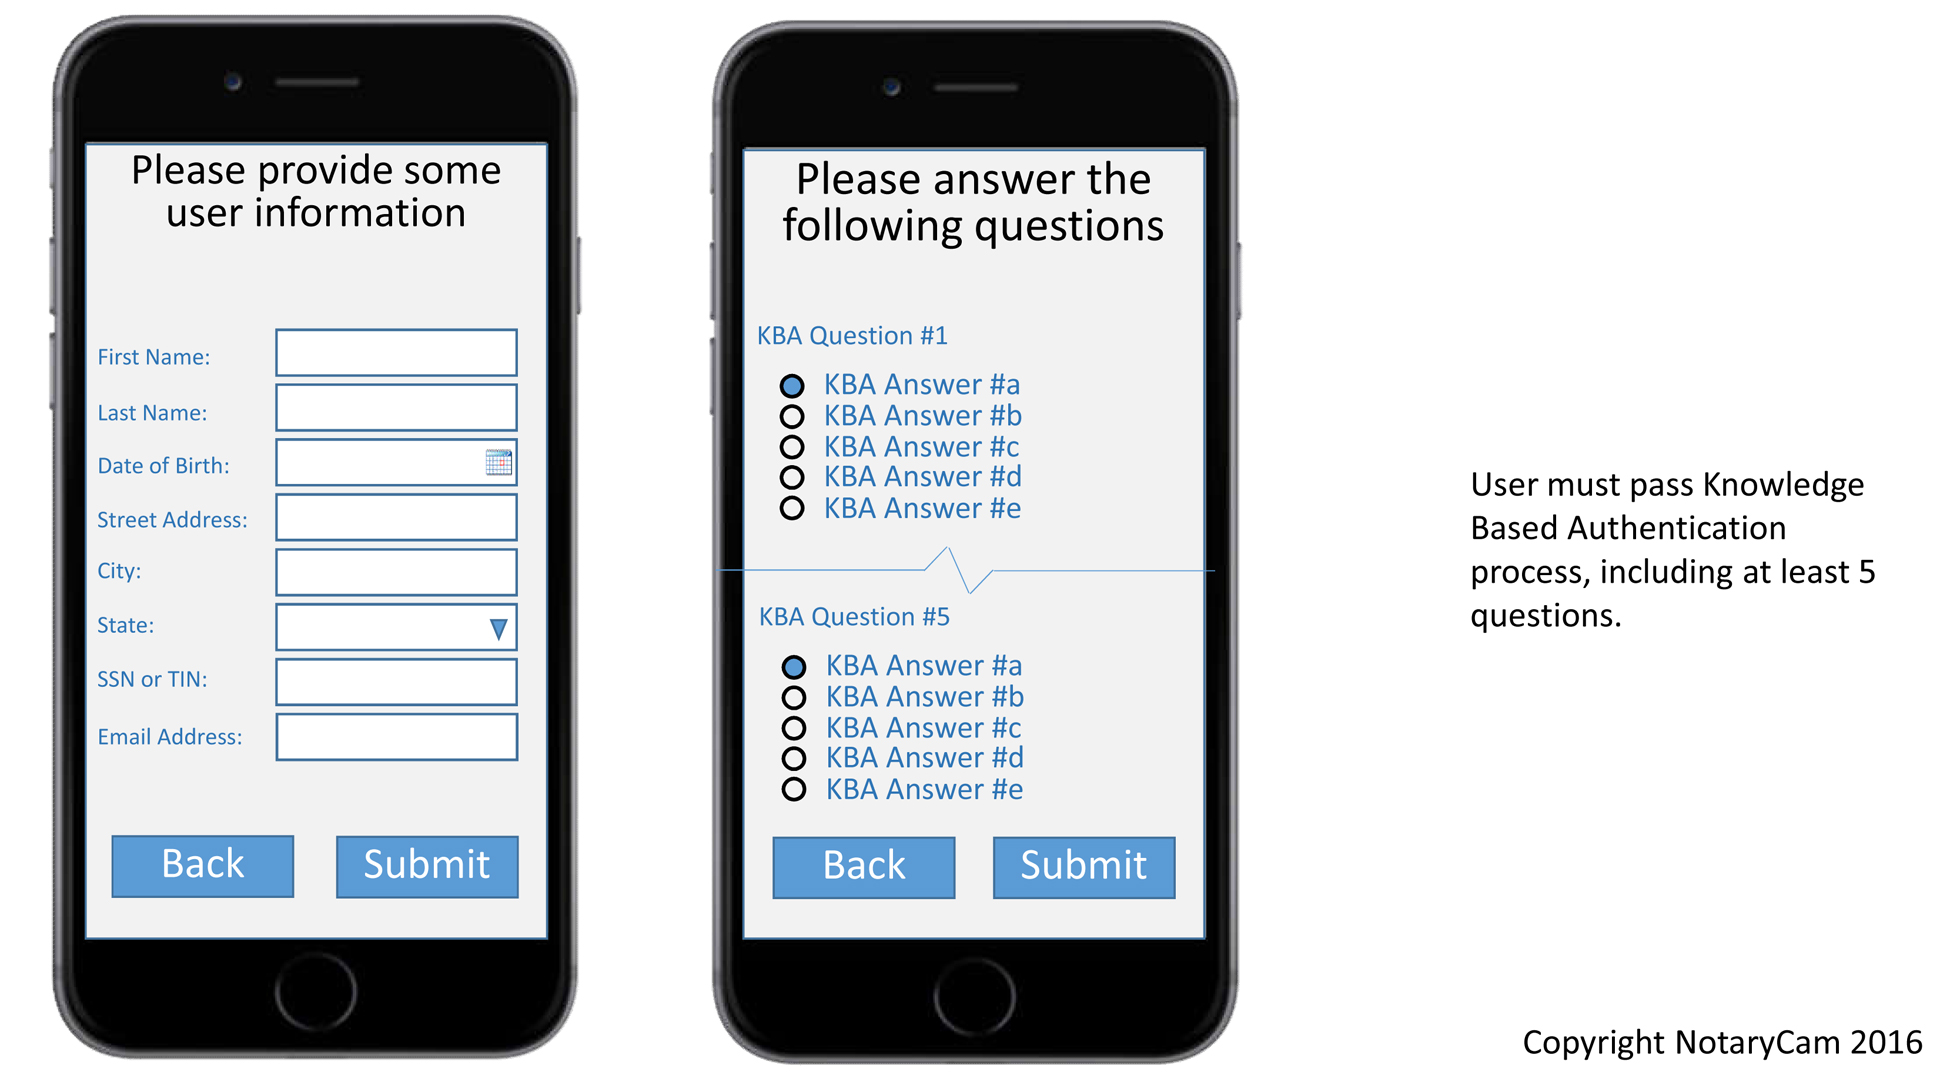 Please provide some
user information
First Name:
Last Name:
Date of Birth:
Street Address:
City:
State:
SSN or TIN:
Email Address:
Back
Submit
Please answer the
following questions
KBA Question #1
KBA Answer #a
KBA Answer #b
KBA Answer #c
KBA Answer #d
KBA Answer #e
KBA Question #5
KBA Answer #a
KBA Answer #b
KBA Answer #c
KBA Answer #d
KBA Answer #e
Back
Submit
User must pass Knowledge
Based Authentication
process, including at least 5
questions.
Copyright NotaryCam 2016